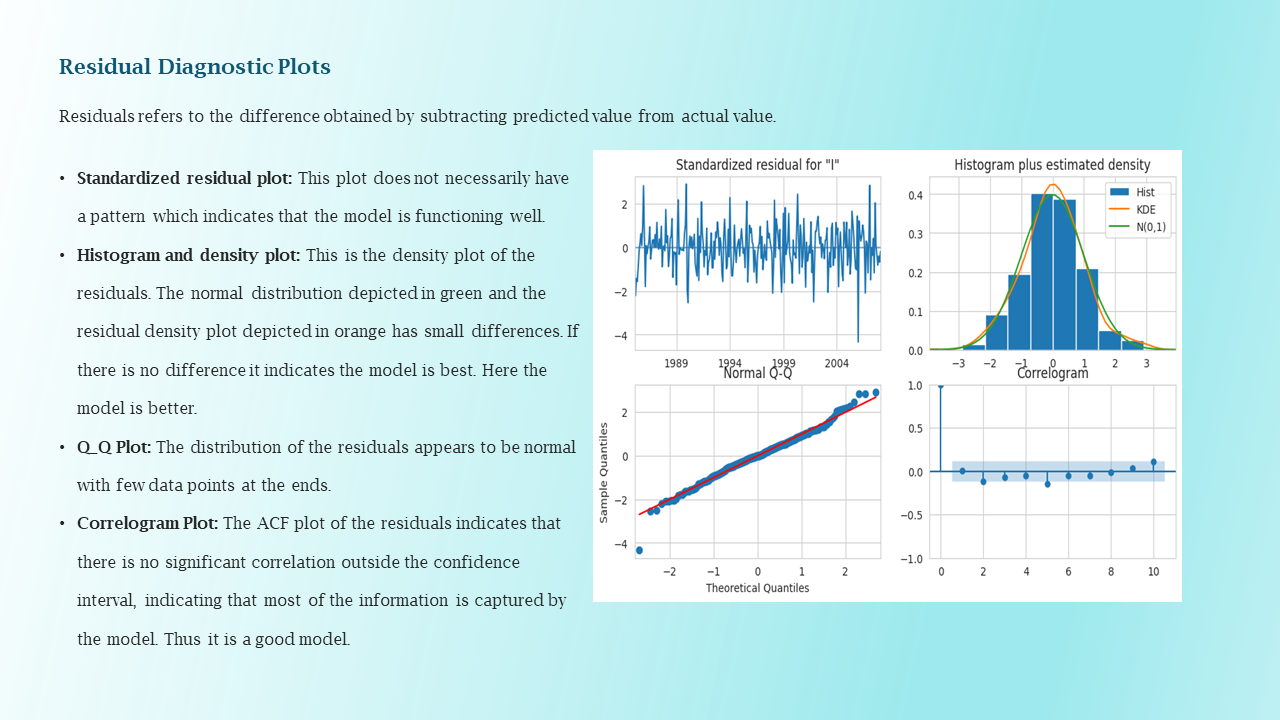 Residual Diagnostic Plots
Residuals refers to the difference obtained by subtracting predicted value from actual value.
• Standardized residual plot: This plot does not necessarily have
a pattern which indicates that the model is functioning well.
• Histogram and density plot: This is the density plot of the
residuals. The normal distribution depicted in green and the
residual density plot depicted in orange has small differences. If
there is no difference it indicates the model is best. Here the
model is better.
• Q_Q Plot: The distribution of the residuals appears to be normal
with few data points at the ends.
• Correlogram Plot: The ACF plot of the residuals indicates that
there is no significant correlation outside the confidence
interval, indicating that most of the information is captured by
the model. Thus it is a good model.
Standardized residual for "I"
2
0
−2
−4
1989 1994 1999 2004
Histogram plus estimated density
Hist
KDE
N(0,1)
0.4
0.3
0.2
0.1
0.0
−3 −2 −1 0 1 2 3
Normal Q-Q
Sample Quantiles
2
0
−2
−4
−2 −1 0 1 2
Theoretical Quantiles
Correlogram
1.0
0.5
0.0
−0.5
−1.0
0 2 4 6 8 10